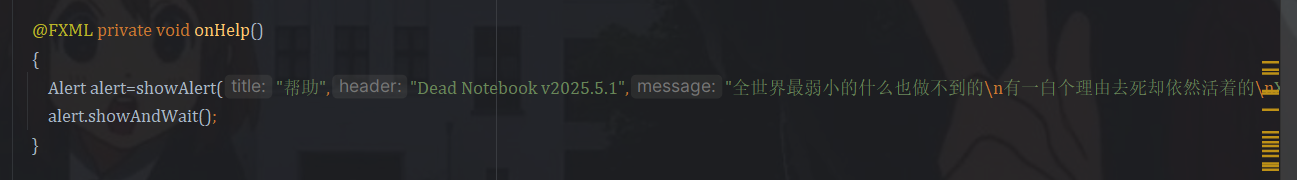 @FXML private void onHelp()
{
Alert alert=showAlert( title: "帮助", header: "Dead Notebook v2025.5.1", message: "全世界最弱小的什么也做不到的\n有一白个理由去死却依然活着的\n
alert.showAndWait();
}